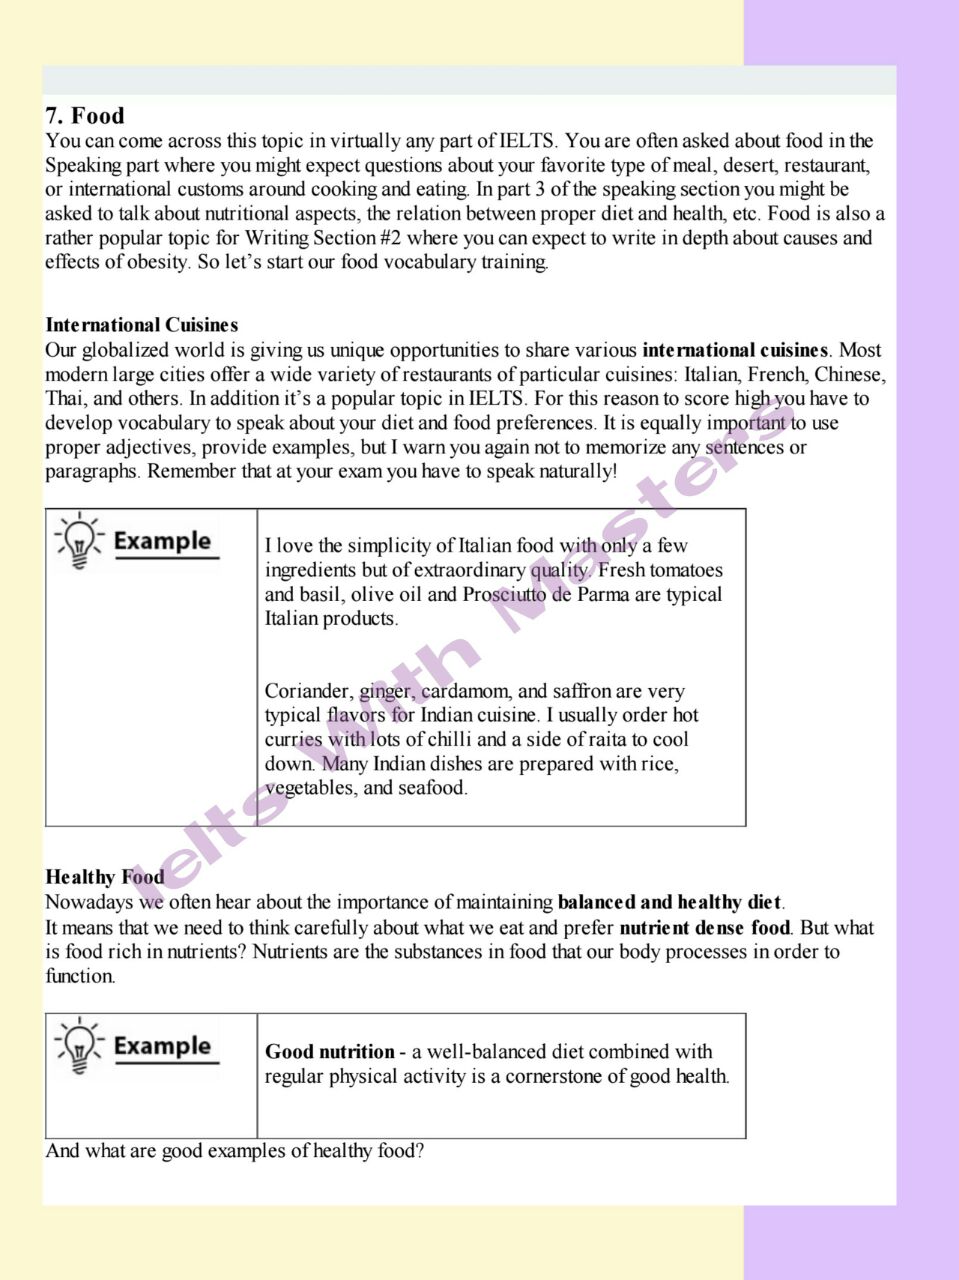 7. Food
You can come across this topic in virtually any part of IELTS. You are often asked about food in the
Speaking part where you might expect questions about your favorite type of meal, desert, restaurant,
or international customs around cooking and eating. In part 3 of the speaking section you might be
asked to talk about nutritional aspects, the relation between proper diet and health, etc. Food is also a
rather popular topic for Writing Section #2 where you can expect to write in depth about causes and
effects of obesity. So let’s start our food vocabulary training.
International Cuisines
Our globalized world is giving us unique opportunities to share various international cuisines. Most
modern large cities offer a wide variety of restaurants of particular cuisines: Italian, French, Chinese,
Thai, and others. In addition it’s a popular topic in IELTS. For this reason to score high you have to
develop vocabulary to speak about your diet and food preferences. It is equally important to use
proper adjectives, provide examples, but I warn you again not to memorize any sentences or
paragraphs. Remember that at your exam you have to speak naturally!
Example
I love the simplicity of Italian food with only a few
ingredients but of extraordinary quality. Fresh tomatoes
and basil, olive oil and Prosciutto de Parma are typical
Italian products.
Coriander, ginger, cardamom, and saffron are very
typical flavors for Indian cuisine. I usually order hot
curries with lots of chilli and a side of raita to cool
down. Many Indian dishes are prepared with rice,
vegetables, and seafood.
Ielts With Masters
Healthy Food
Nowadays we often hear about the importance of maintaining balanced and healthy diet.
It means that we need to think carefully about what we eat and prefer nutrient dense food. But what
is food rich in nutrients? Nutrients are the substances in food that our body processes in order to
function.
Example
Good nutrition - a well-balanced diet combined with
regular physical activity is a cornerstone of good health.
And what are good examples of healthy food?